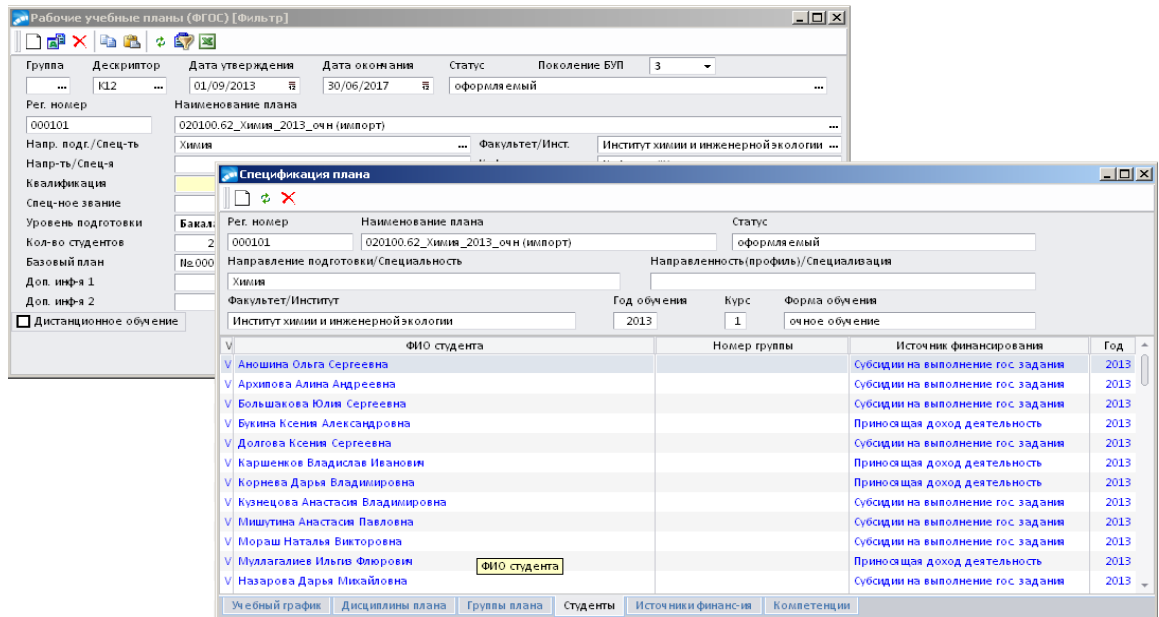 Рабочие учебные планы (ФГОС) [Фильтр]
Группа Дескриптор Дата утверждения Дата окончания Статус Поколение БУП 3
... К12 ... 01/09/2013 30/06/2017 оформляемый ...
Рег. номер Наименование плана
000101 020100.62_Химия_2013_очн (импорт) ...
Напр. подг./Спец-ть Химия ... Факультет/Инст. Институт химии и инженерной экологии ...
Напр-ть/Спец-я
Квалификация
Спец-ное звание
Уровень подготовки Бакал
Кол-во студентов 2
Базовый план №000
Доп. инф-я 1
Доп. инф-я 2
Дистанционное обучение
Спецификация плана
Рег. номер Наименование плана Статус
000101 020100.62_Химия_2013_очн (импорт) оформляемый
Направление подготовки/Специальность Направленность(профиль)/Специализация
Химия
Факультет/Институт Год обучения Курс Форма обучения
Институт химии и инженерной экологии 2013 1 очное обучение
V ФИО студента Номер группы Источник финансирования Год
V Аношина Ольга Сергеевна Субсидии на выполнение гос. задания 2013
V Архипова Алина Андреевна Субсидии на выполнение гос. задания 2013
V Большакова Юлия Сергеевна Субсидии на выполнение гос. задания 2013
V Букина Ксения Александровна Приносящая доход деятельность 2013
V Долгова Ксения Сергеевна Субсидии на выполнение гос. задания 2013
V Каршенков Владислав Иванович Приносящая доход деятельность 2013
V Корнева Дарья Владимировна Приносящая доход деятельность 2013
V Кузнецова Анастасия Владимировна Субсидии на выполнение гос. задания 2013
V Мишутина Анастасия Павловна Субсидии на выполнение гос. задания 2013
V Мораш Наталья Викторовна Субсидии на выполнение гос. задания 2013
V Муллагалиев Ильгиз Флюрович Приносящая доход деятельность 2013
ФИО студента
V Назарова Дарья Михайловна Субсидии на выполнение гос. задания 2013
Учебный график Дисциплины плана Группы плана Студенты Источники финанс-ия Компетенции